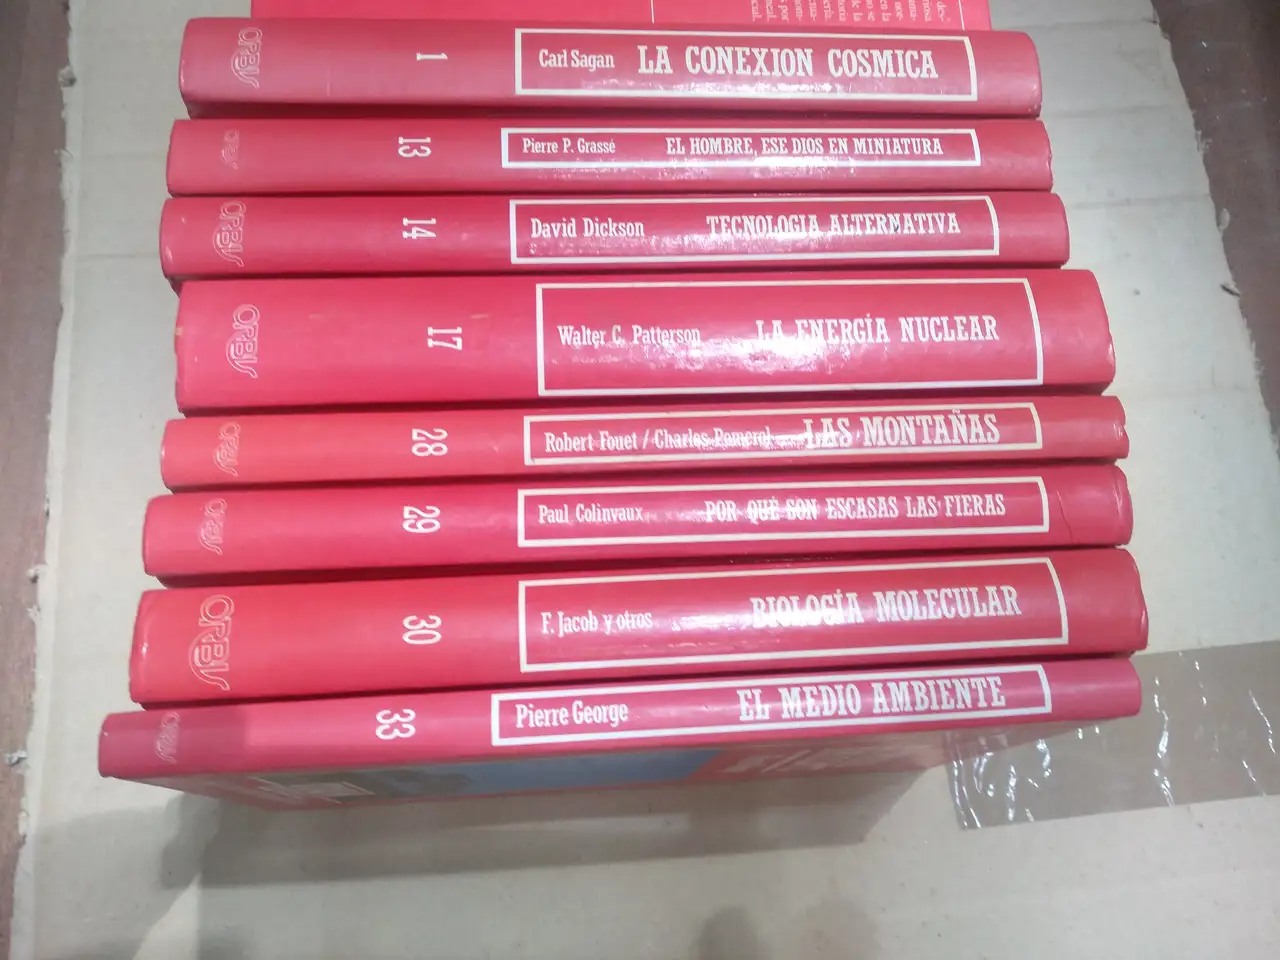 ORBIS 1 Carl Sagan LA CONEXION COSMICA
ORBIS 13 Pierre P. Grassé EL HOMBRE, ESE DIOS EN MINIATURA
ORBIS 14 David Dickson TECNOLOGIA ALTERNATIVA
ORBIS 17 Walter C. Patterson LA ENERGÍA NUCLEAR
ORBIS 28 Robert Fouet / Charles Pomerol LAS MONTAÑAS
ORBIS 29 Paul Colinvaux POR QUÉ SON ESCASAS LAS FIERAS
ORBIS 30 F. Jacob y otros BIOLOGÍA MOLECULAR
ORBIS 33 Pierre George EL MEDIO AMBIENTE